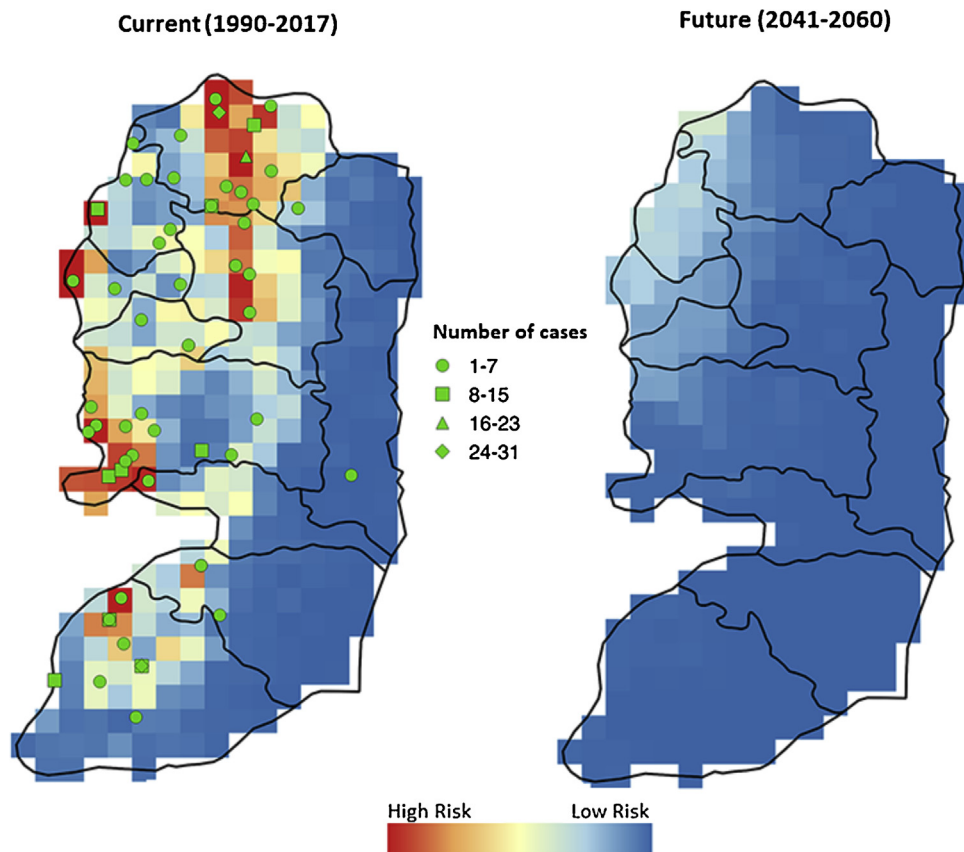 Current (1990-2017)
Future (2041-2060)
Number of cases
1-7
8-15
16-23
24-31
High Risk
Low Risk